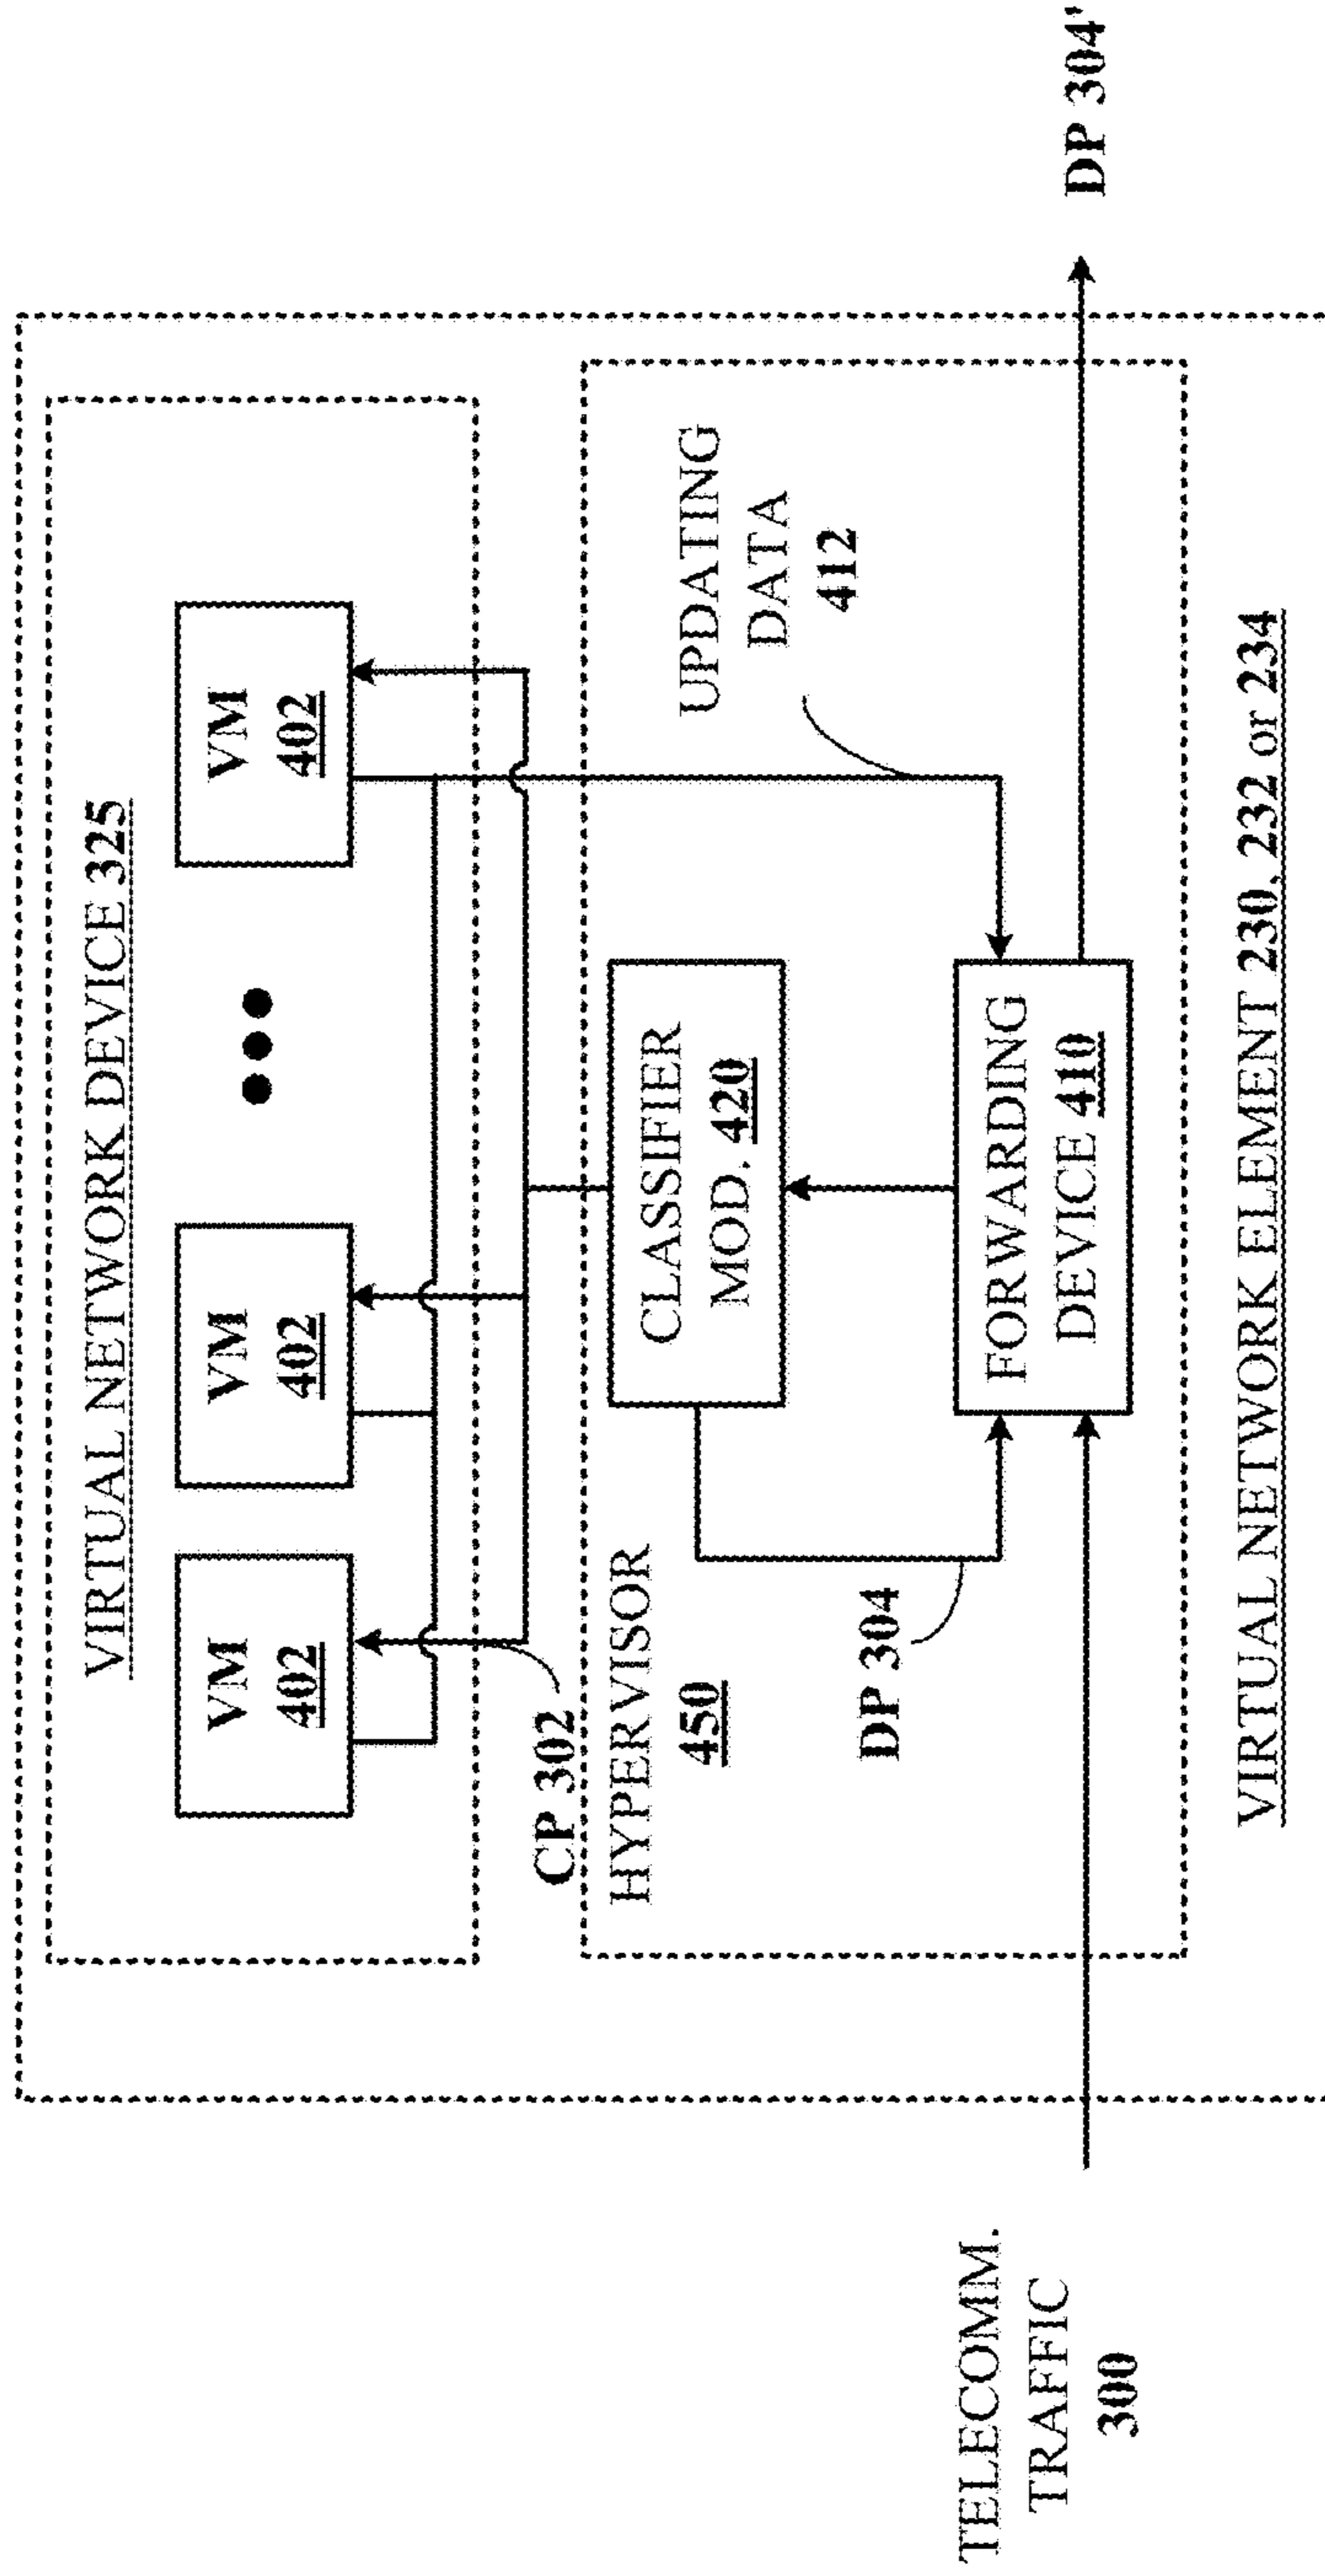 VIRTUAL NETWORK DEVICE 325
VM
402
VM
402
VM
402
CP 302
HYPERVISOR
450
CLASSIFIER
MOD. 420
UPDATING
DATA
412
DP 304
FORWARDING
DEVICE 410
TELECOMM.
TRAFFIC
300
DP 304'
VIRTUAL NETWORK ELEMENT 230, 232 or 234